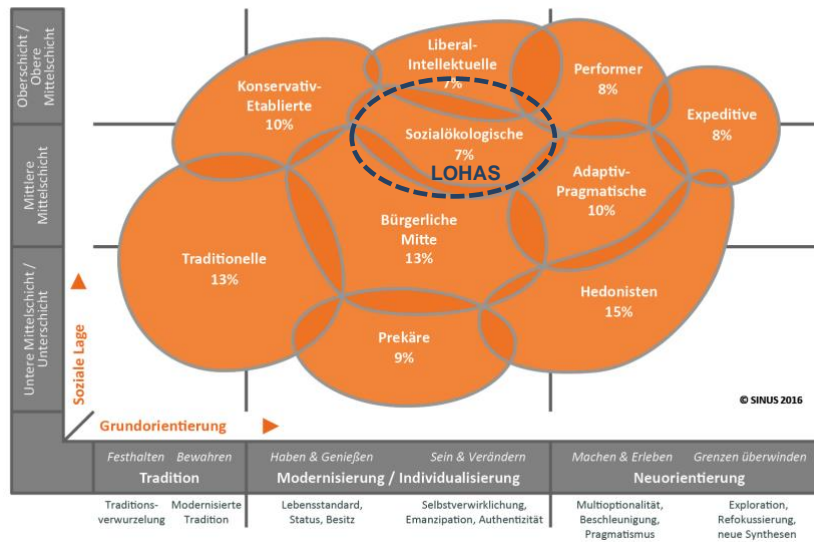 Oberschicht /
Obere
Mittelschicht
Mittlere
Mittelschicht
Untere Mittelschicht /
Unterschicht
Soziale Lage
Konservativ-
Etablierte
10%
Liberal-
Intellektuelle
7%
Performer
8%
Expeditive
8%
Sozialökologische
7%
LOHAS
Adaptiv-
Pragmatische
10%
Traditionelle
13%
Bürgerliche
Mitte
13%
Hedonisten
15%
Prekäre
9%
© SINUS 2016
Grundorientierung
Festhalten Bewahren
Tradition
Haben & Genießen Sein & Verändern
Modernisierung / Individualisierung
Machen & Erleben Grenzen überwinden
Neuorientierung
Traditions-
verwurzelung
Modernisierte
Tradition
Lebensstandard,
Status, Besitz
Selbstverwirklichung,
Emanzipation, Authentizität
Multioptionalität,
Beschleunigung,
Pragmatismus
Exploration,
Refokussierung,
neue Synthesen